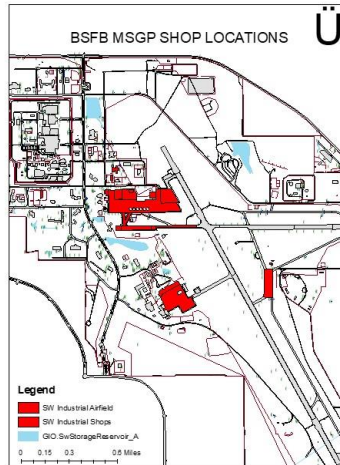 BSFB MSGP SHOP LOCATIONS
Ü
Legend
SW Industrial Airfield
SW Industrial Shops
GIO.SwStorageReservoir_A
0 0.15 0.3 0.6 Miles